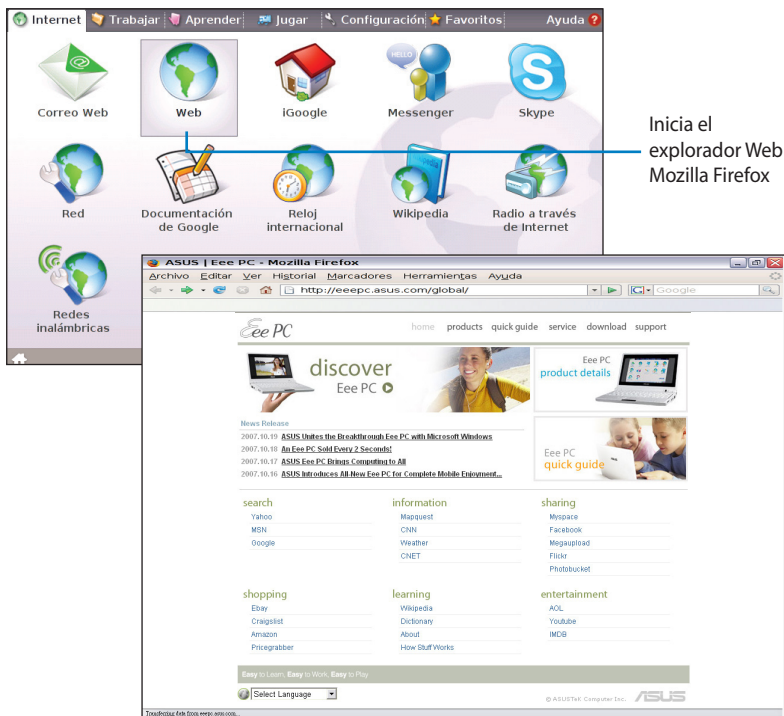 Internet Trabajar Aprender Jugar Configuración Favoritos Ayuda ?
HELLO
Correo Web Web iGoogle Messenger Skype
Inicia el
explorador Web
Mozilla Firefox
Red Documentación
de Google Reloj
internacional Wikipedia Radio a través
de Internet
Redes
inalámbricas
ASUS | Eee PC - Mozilla Firefox
Archivo Editar Ver Historial Marcadores Herramientas Ayuda
http://eeepc.asus.com/global/ G Google
Eee PC home products quick guide service download support
discover
Eee PC
Eee PC
product details
News Release
2007.10.19 ASUS Unites the Breakthrough Eee PC with Microsoft Windows
2007.10.18 An Eee PC Sold Every 2 Seconds!
2007.10.17 ASUS Eee PC Brings Computing to All
2007.10.16 ASUS Introduces All-New Eee PC for Complete Mobile Enjoyment...
Eee PC
quick guide
search information sharing
Yahoo Mapquest Myspace
MSN CNN Facebook
Google Weather Megaupload
CNET Flickr
Photobucket
shopping learning entertainment
Ebay Wikipedia AOL
Craigslist Dictionary Youtube
Amazon About IMDB
Pricegrabber How Stuff Works
Easy to Learn, Easy to Work, Easy to Play
Select Language
© ASUSTeK Computer Inc. ASUS
Transferring data from eeepc.asus.com...